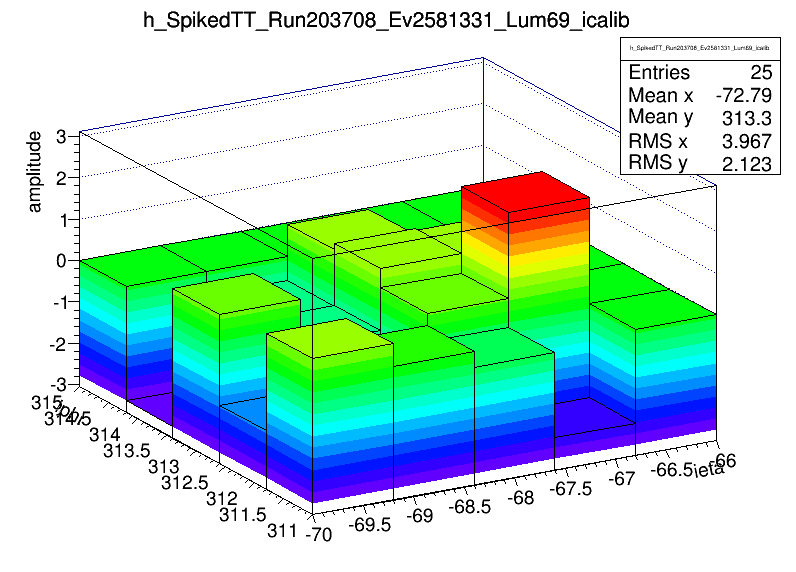 h_SpikedTT_Run203708_Ev2581331_Lum69_icalib
h_SpikedTT_Run203708_Ev2581331_Lum69_icalib
Entries 25
Mean x -72.79
Mean y 313.3
RMS x 3.967
RMS y 2.123
amplitude
3
2
1
0
-1
-2
-3
315
314.5
314
313.5
313
312.5
312
311.5
311
-70
-69.5
-69
-68.5
-68
-67.5
-67
-66.5
-66
ieta